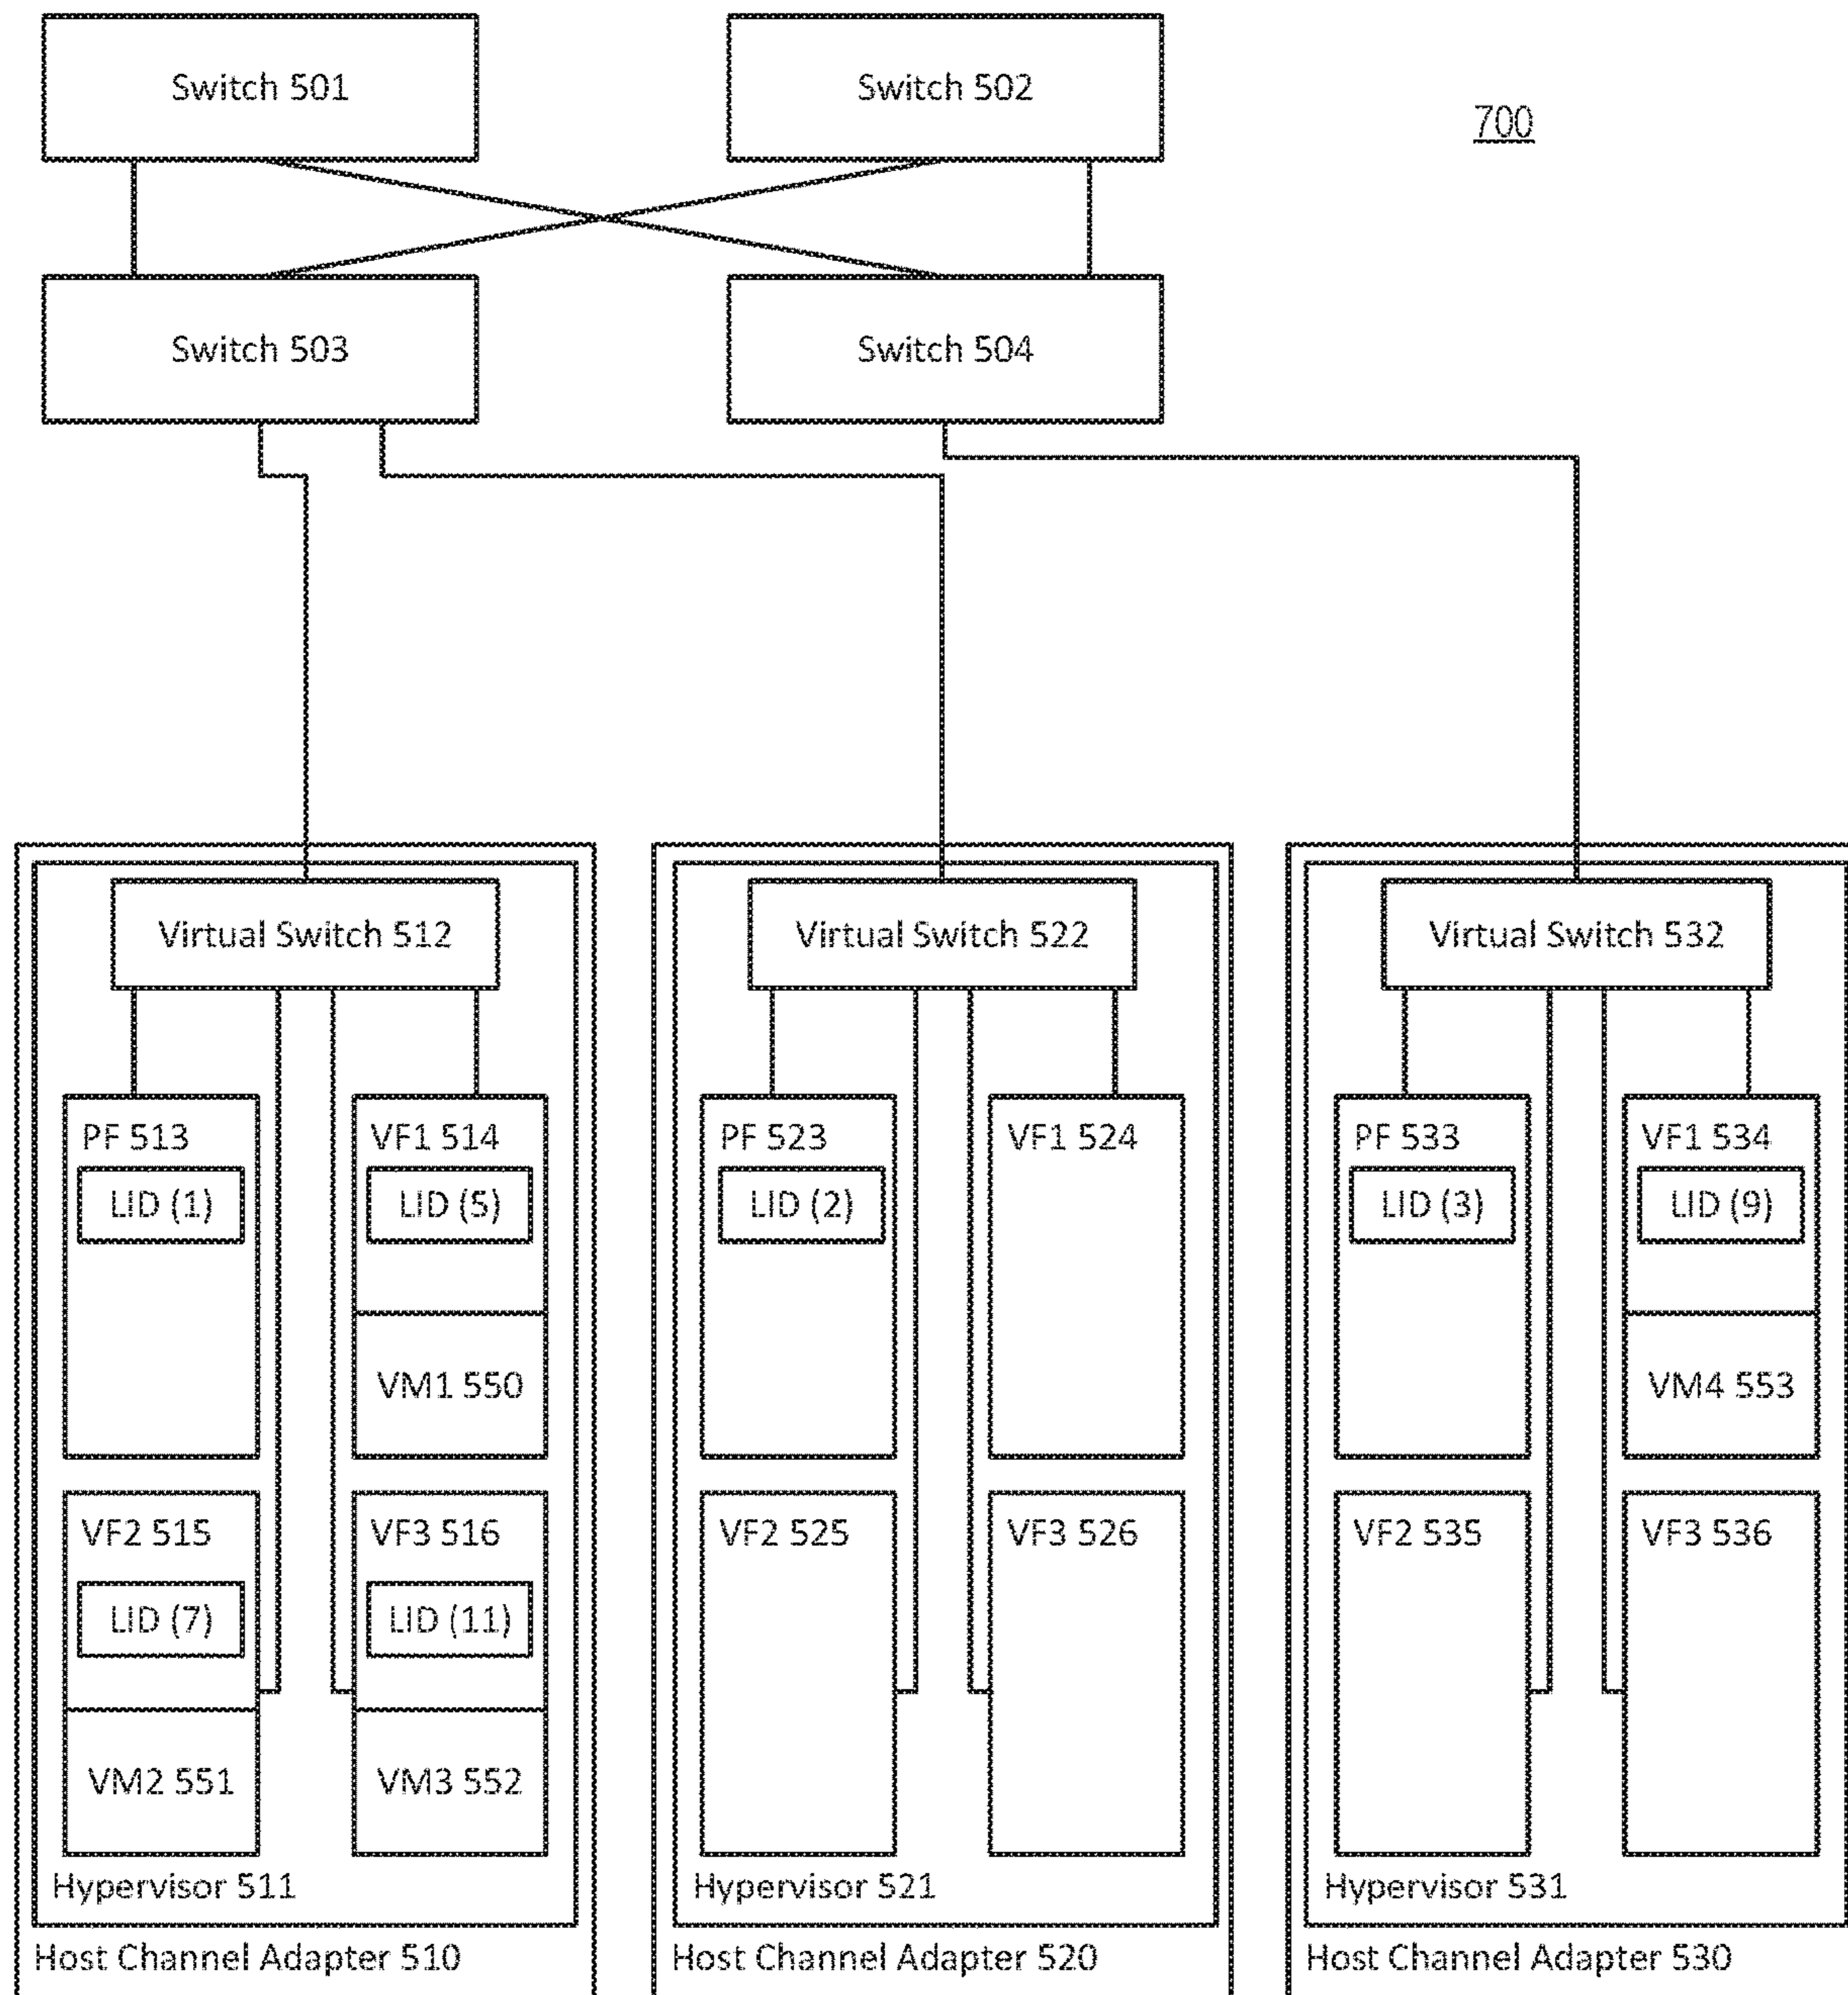 Switch 501
Switch 502
700
Switch 503
Switch 504
Virtual Switch 512
PF 513
LID (1)
VF1 514
LID (5)
VM1 550
VF2 515
LID (7)
VM2 551
VF3 516
LID (11)
VM3 552
Hypervisor 511
Host Channel Adapter 510
Virtual Switch 522
PF 523
LID (2)
VF1 524
VF2 525
VF3 526
Hypervisor 521
Host Channel Adapter 520
Virtual Switch 532
PF 533
LID (3)
VF1 534
LID (9)
VM4 553
VF2 535
VF3 536
Hypervisor 531
Host Channel Adapter 530